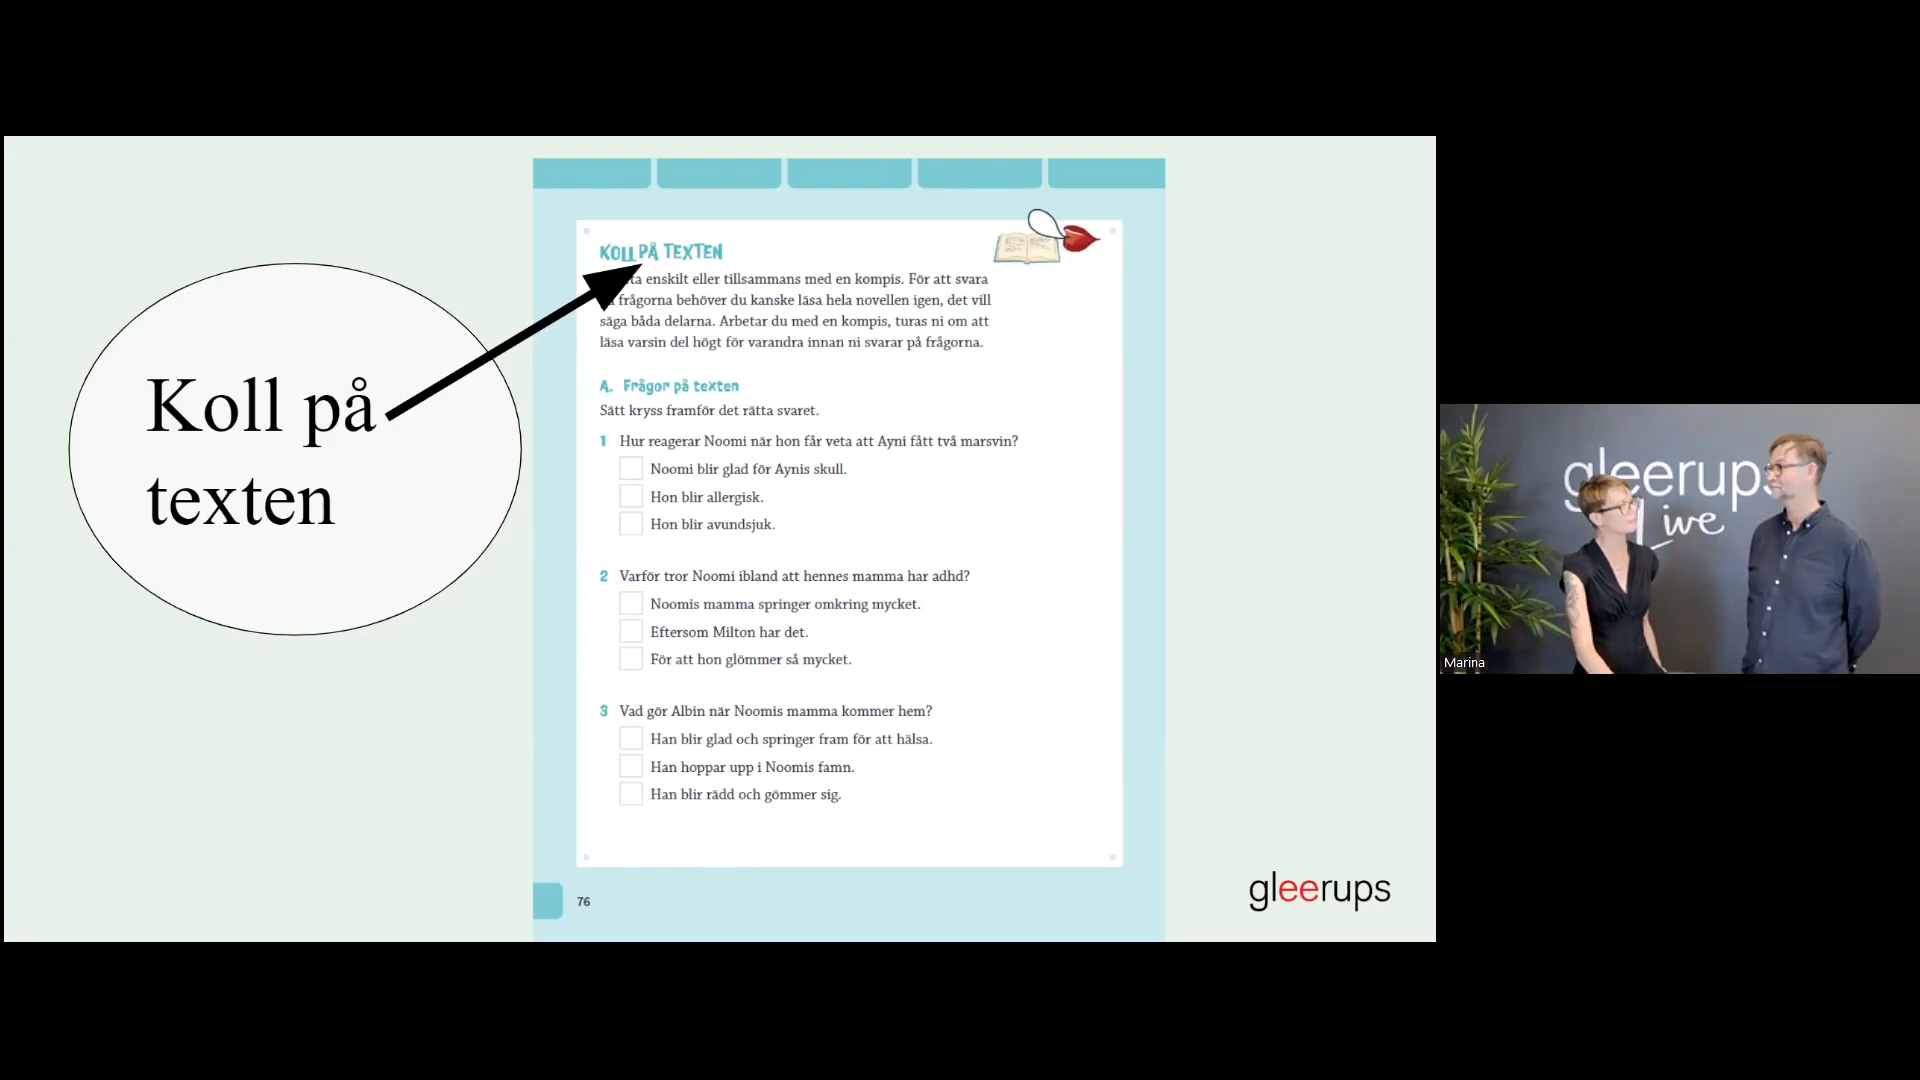 Koll på
texten
KOLL PÅ TEXTEN
enskilt eller tillsammans med en kompis. För att svara
frågorna behöver du kanske läsa hela novellen igen, det vill
säga båda delarna. Arbetar du med en kompis, turas ni om att
läsa varsin del högt för varandra innan ni svarar på frågorna.
A. Frågor på texten
Sätt kryss framför det rätta svaret.
1 Hur reagerar Noomi när hon får veta att Ayni fått två marsvin?
Noomi blir glad för Aynis skull.
Hon blir allergisk.
Hon blir avundsjuk.
2 Varför tror Noomi ibland att hennes mamma har adhd?
Noomis mamma springer omkring mycket.
Eftersom Milton har det.
För att hon glömmer så mycket.
3 Vad gör Albin när Noomis mamma kommer hem?
Han blir glad och springer fram för att hälsa.
Han hoppar upp i Noomis famn.
Han blir rädd och gömmer sig.
76
gleerups
gleerups
Live
Marina